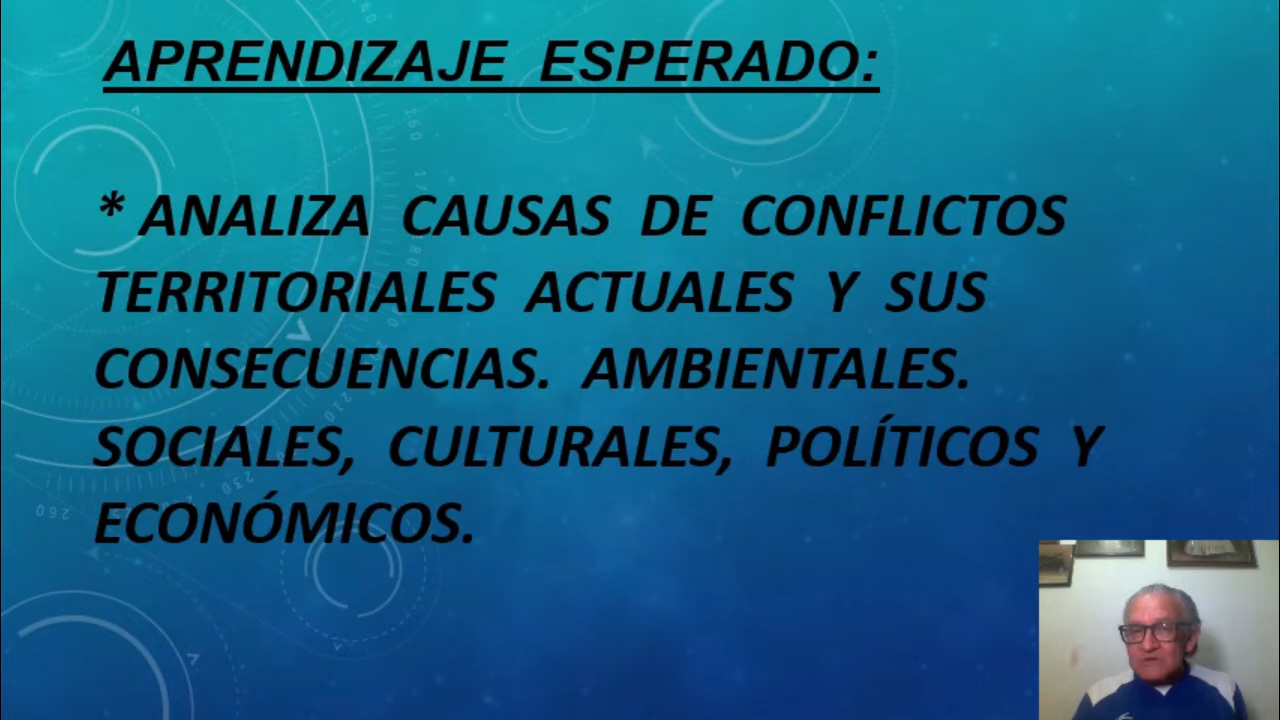 APRENDIZAJE ESPERADO:
* ANALIZA CAUSAS DE CONFLICTOS
TERRITORIALES ACTUALES Y SUS
CONSECUENCIAS. AMBIENTALES.
SOCIALES, CULTURALES, POLÍTICOS Y
ECONÓMICOS.